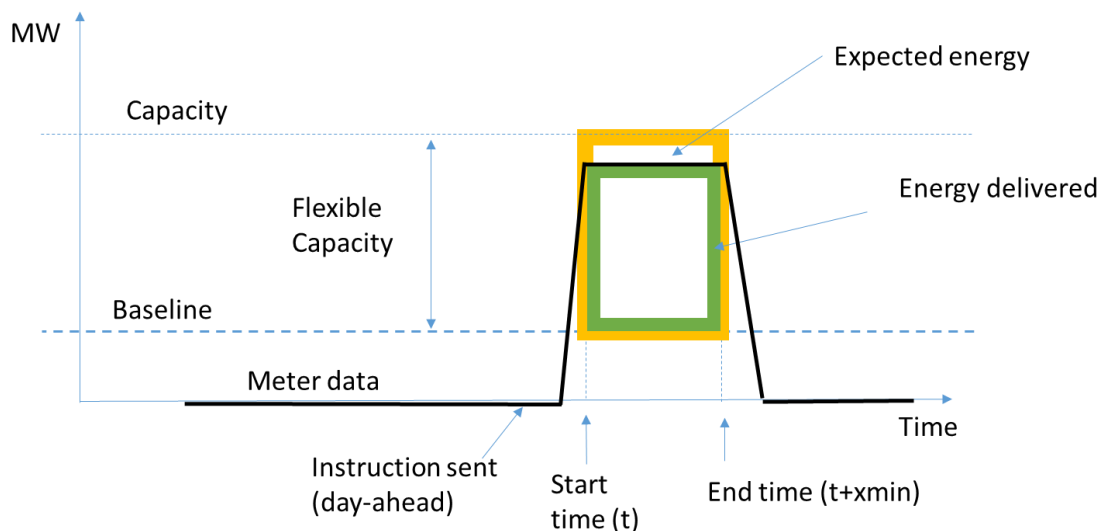 MW
Expected energy
Capacity
Energy delivered
Flexible
Capacity
Baseline
Meter data
Time
Instruction sent
(day-ahead)
Start
time (t)
End time (t+xmin)